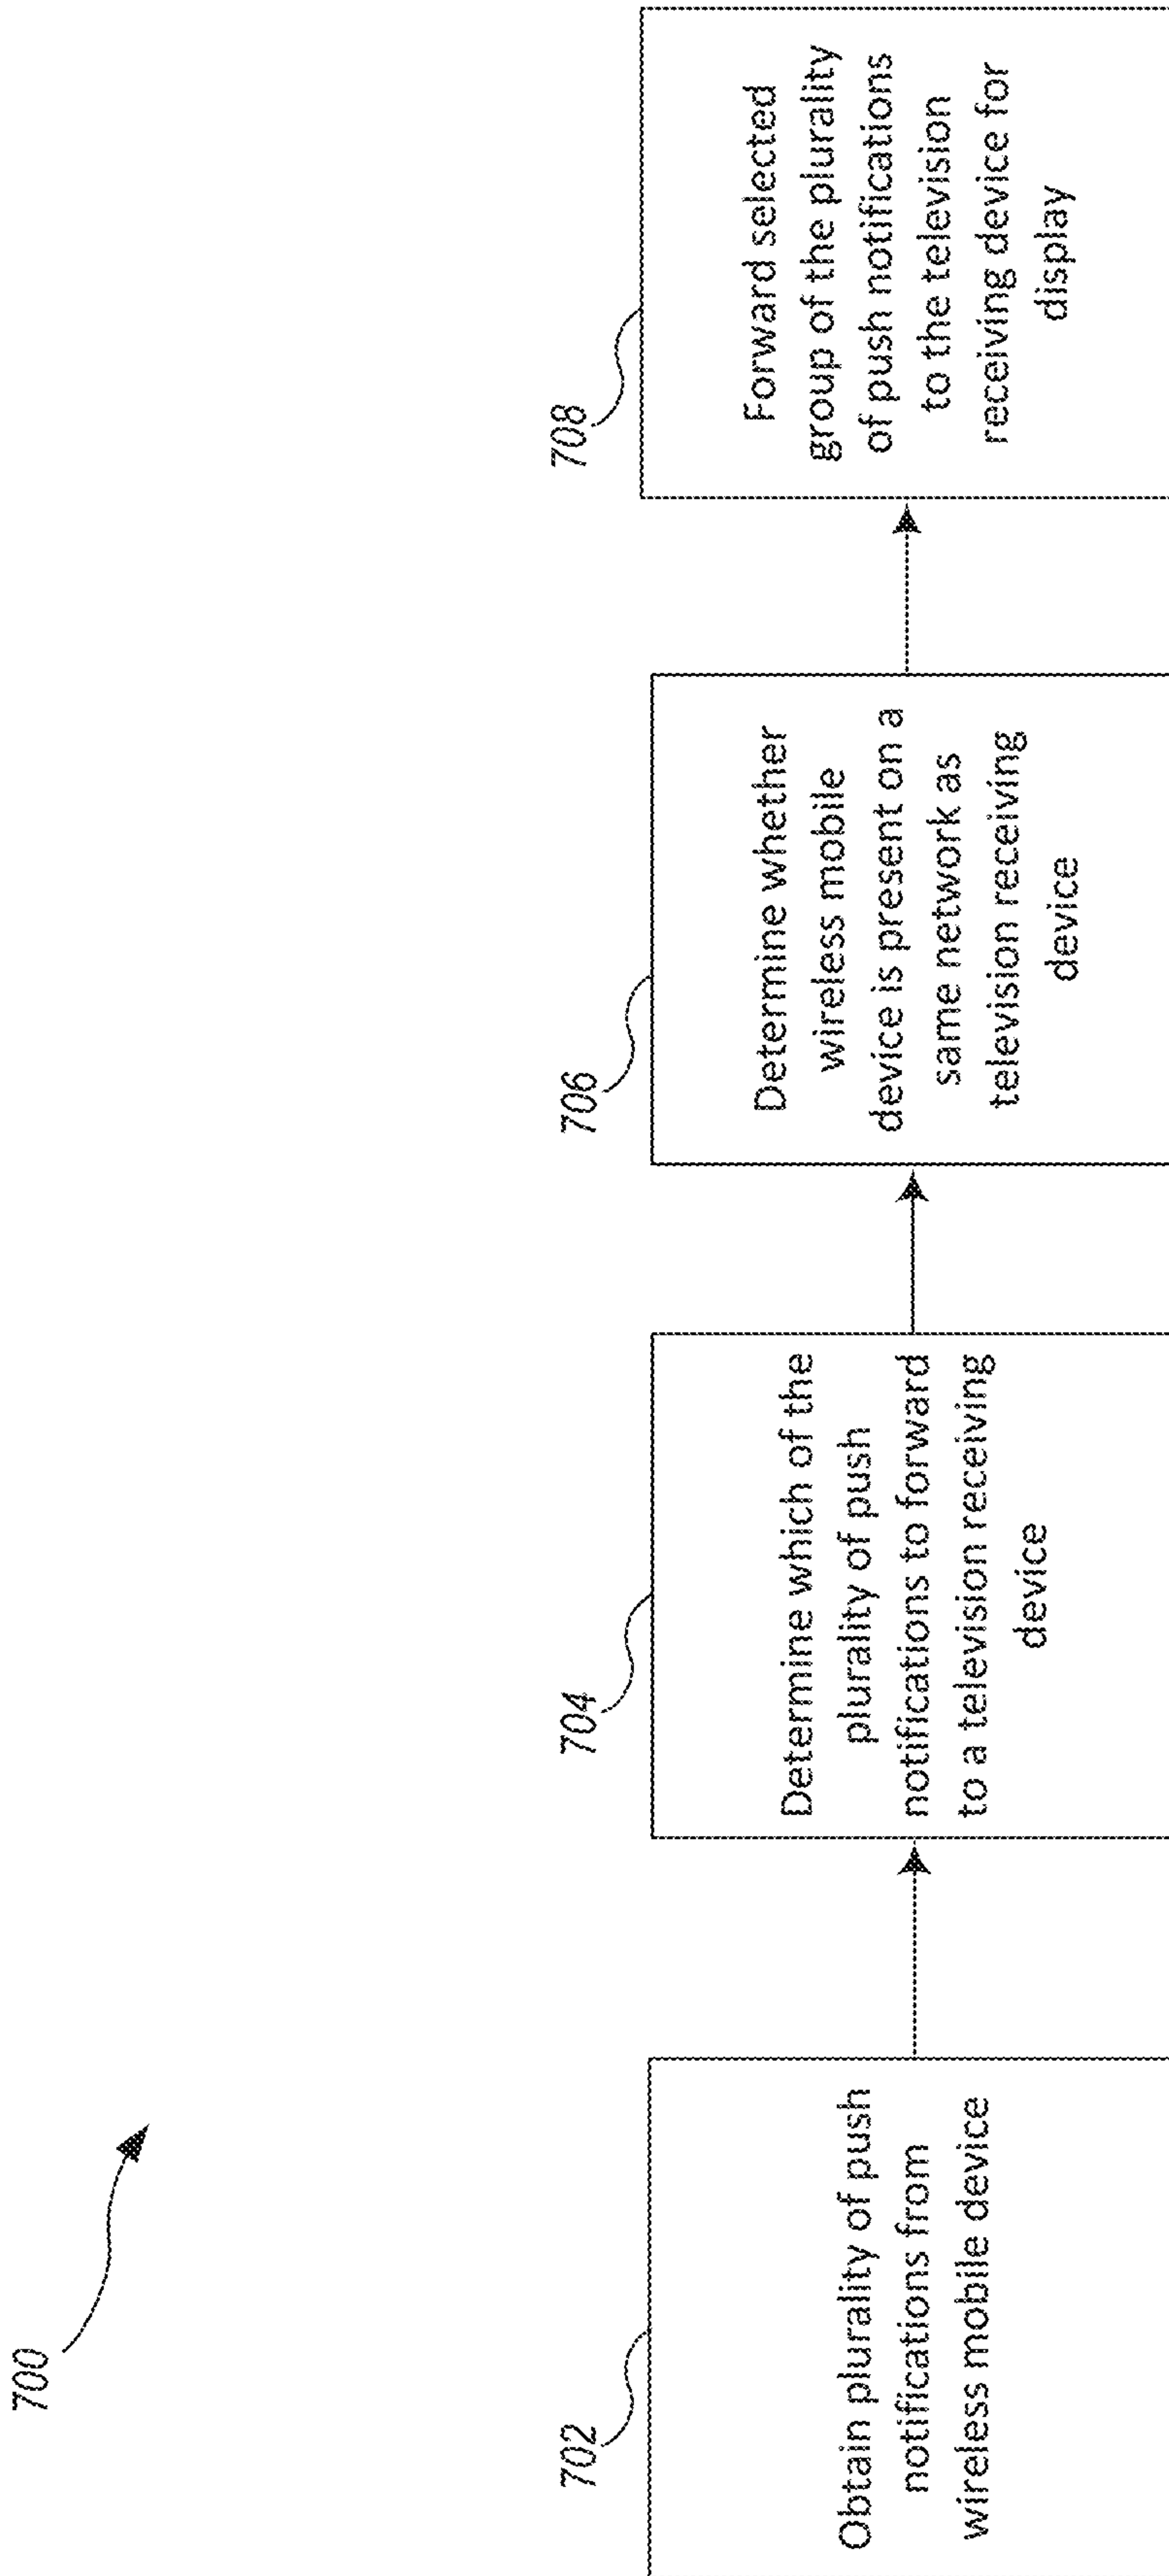 700
702
Obtain plurality of push
notifications from
wireless mobile device
704
Determine which of the
plurality of push
notifications to forward
to a television receiving
device
706
Determine whether
wireless mobile
device is present on a
same network as
television receiving
device
708
Forward selected
group of the plurality
of push notifications
to the television
receiving device for
display